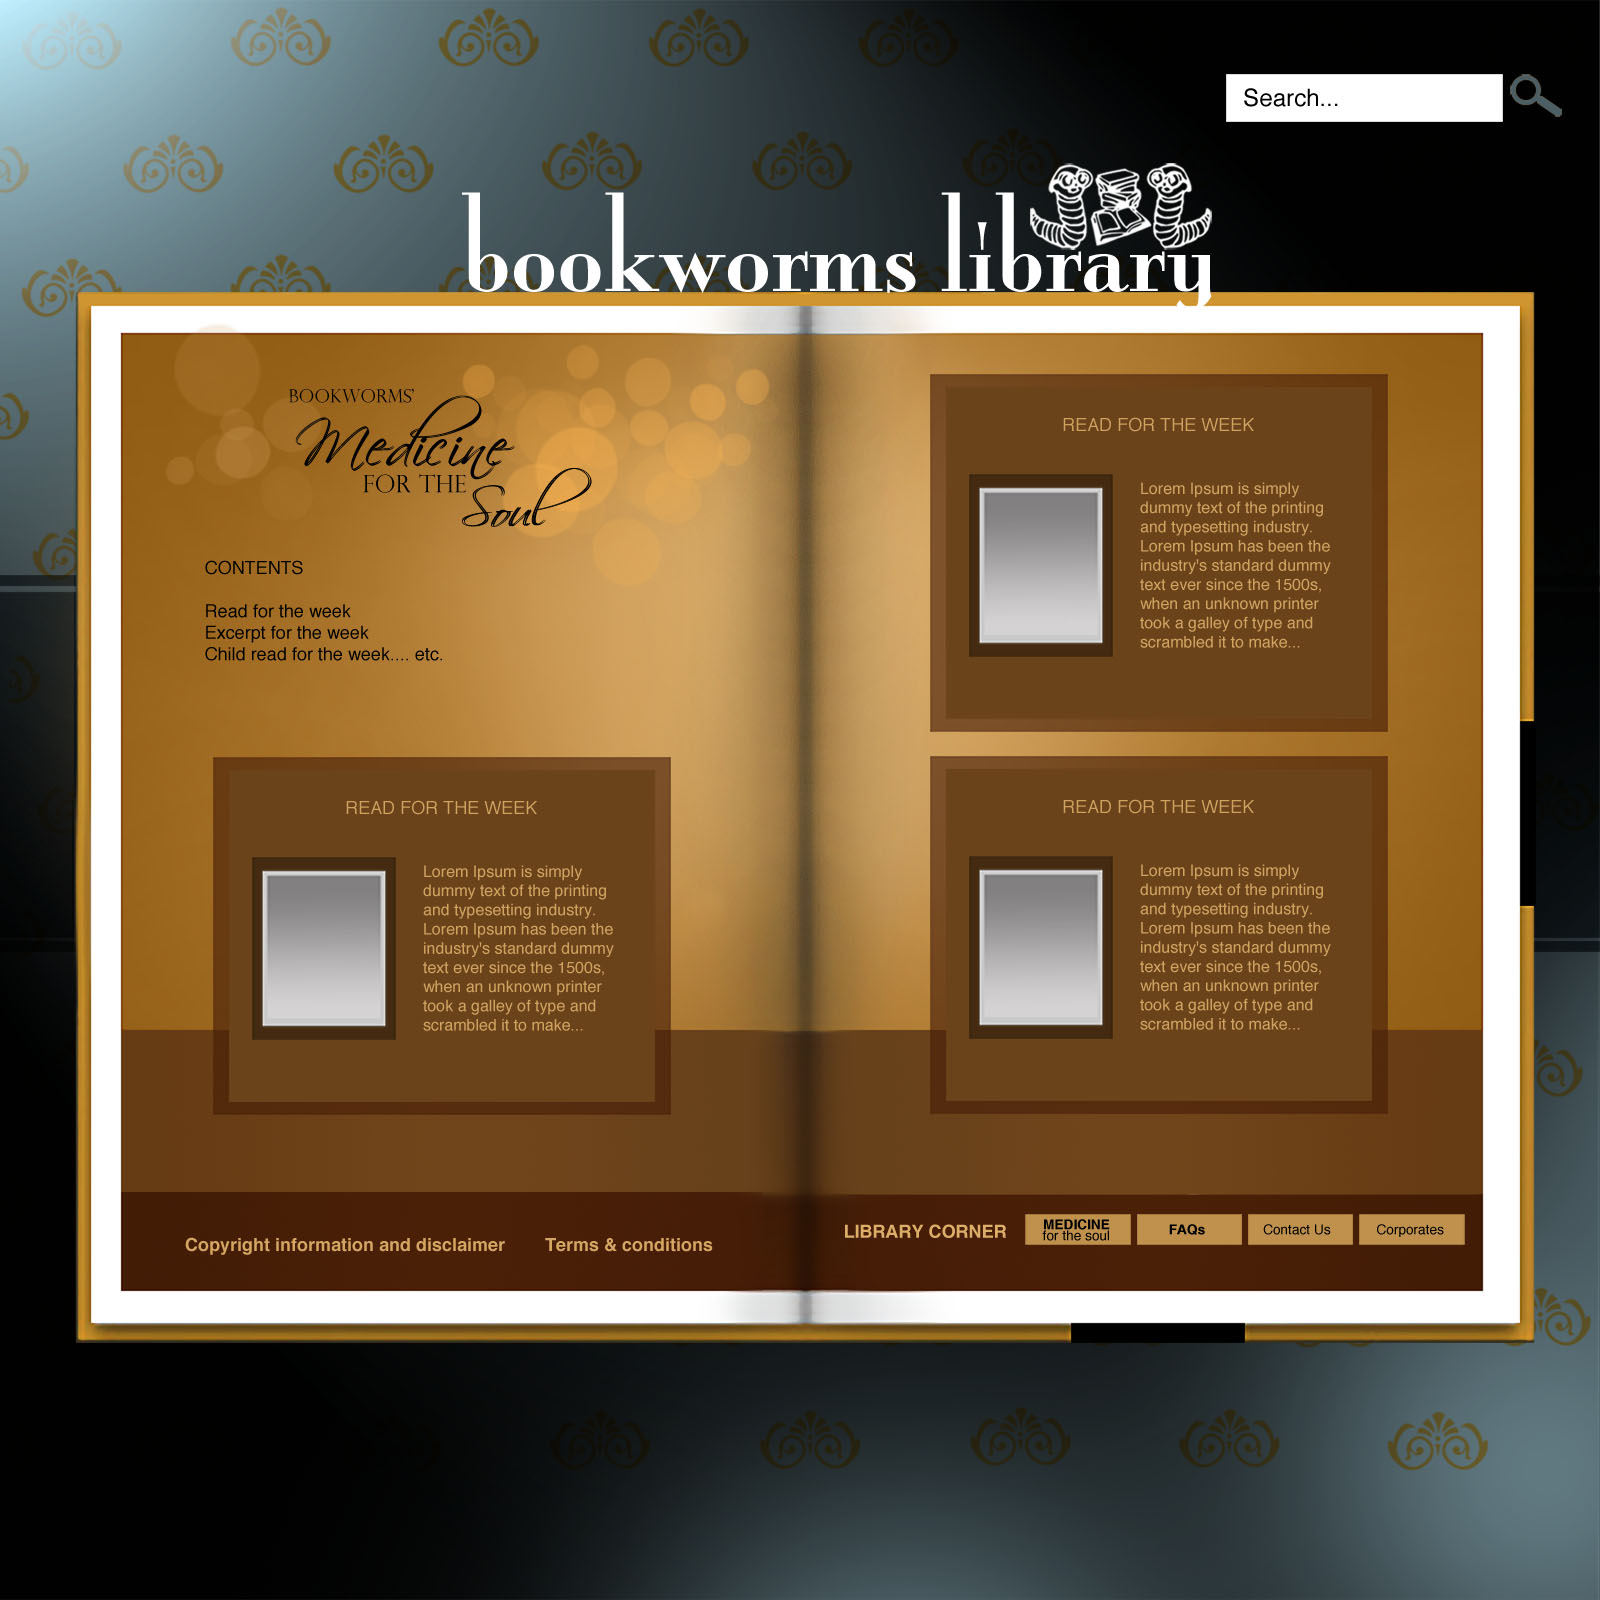 Search...
bookworms library
BOOKWORMS'
Medicine
FOR THE
Soul
CONTENTS
Read for the week
Excerpt for the week
Child read for the week.... etc.
READ FOR THE WEEK
Lorem Ipsum is simply
dummy text of the printing
and typesetting industry.
Lorem Ipsum has been the
industry's standard dummy
text ever since the 1500s,
when an unknown printer
took a galley of type and
scrambled it to make...
READ FOR THE WEEK
Lorem Ipsum is simply
dummy text of the printing
and typesetting industry.
Lorem Ipsum has been the
industry's standard dummy
text ever since the 1500s,
when an unknown printer
took a galley of type and
scrambled it to make...
READ FOR THE WEEK
Lorem Ipsum is simply
dummy text of the printing
and typesetting industry.
Lorem Ipsum has been the
industry's standard dummy
text ever since the 1500s,
when an unknown printer
took a galley of type and
scrambled it to make...
Copyright information and disclaimer
Terms & conditions
LIBRARY CORNER
MEDICINE
for the soul
FAQs
Contact Us
Corporates